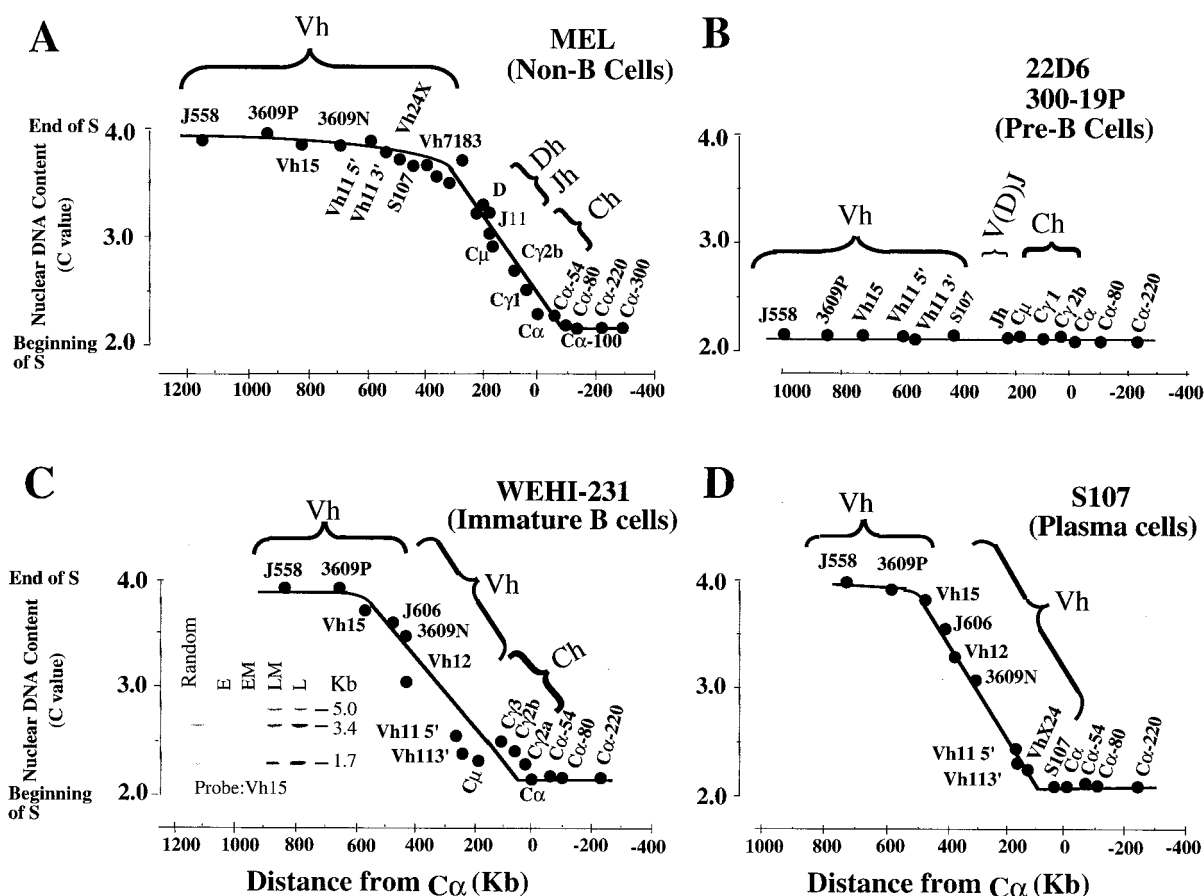 A
Vh
MEL
(Non-B Cells)
J558
3609P
3609N
Vh24X
End of S
4.0
Vh15
Vh11 5'
Vh11 3'
S107
Vh7183
Dh
Jh
Ch
D
J11
Nuclear DNA Content
(C value)
3.0
Cμ
Cγ2b
Cγ1
Cα
Cα-54
Cα-80
Cα-220
Cα-300
Cα-100
Beginning
of S
2.0
1200 1000 800 600 400 200 0 -200 -400
B
22D6
300-19P
(Pre-B Cells)
4.0
3.0
2.0
Vh
V(D)J
Ch
J558
3609P
Vh15
Vh11 5'
Vh11 3'
S107
Jh
Cμ
Cγ1
Cγ2b
Cα
Cα-80
Cα-220
1000 800 600 400 200 0 -200 -400
C
Vh
WEHI-231
(Immature B cells)
End of S
4.0
J558
3609P
Vh15
J606
3609N
Vh12
Vh
Ch
Nuclear DNA Content
(C value)
3.0
Random
E
EM
LM
L
Kb
5.0
3.4
1.7
Probe:Vh15
Vh11 5'
Vh113'
Cμ
Cγ3
Cγ2b
Cγ2a
Cα-54
Cα-80
Cα-220
Cα
Beginning
of S
2.0
1000 800 600 400 200 0 -200 -400
Distance from Cα (Kb)
D
Vh
S107
(Plasma cells)
4.0
J558
3609P
Vh15
J606
Vh12
3609N
Vh
3.0
Vh11 5'
Vh113'
VhX24
S107
Cα
Cα-54
Cα-80
Cα-220
2.0
1000 800 600 400 200 0 -200 -400
Distance from Cα (Kb)